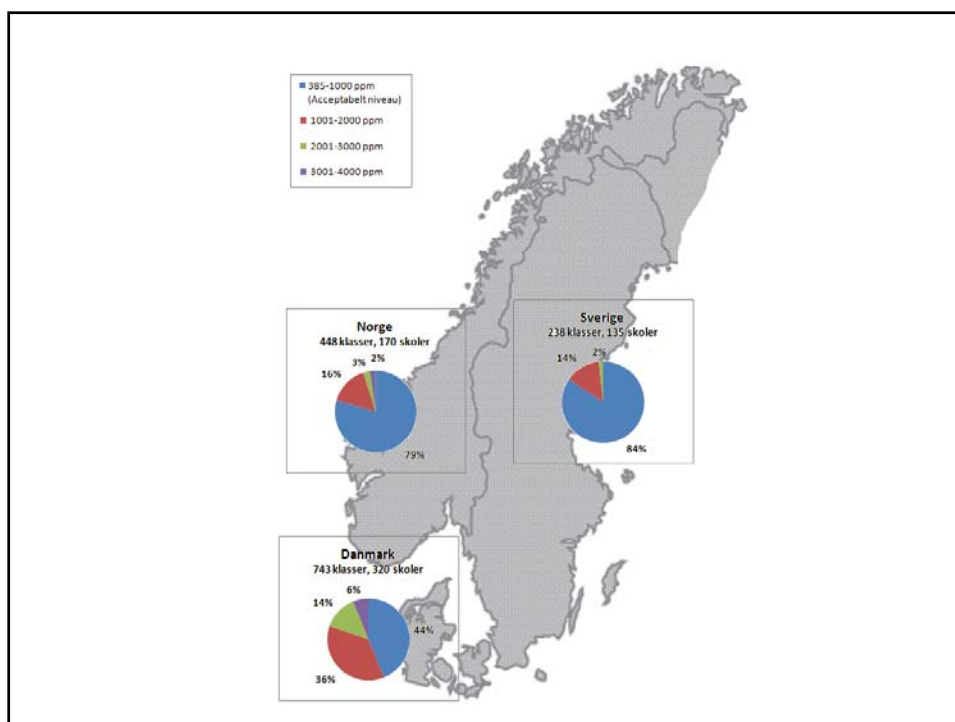 385-1000 ppm
(Acceptabelt niveau)
1001-2000 ppm
2001-3000 ppm
3001-4000 ppm
Norge
448 klasser, 170 skoler
3% 2%
16%
79%
Sverige
238 klasser, 135 skoler
14% 2%
84%
Danmark
743 klasser, 320 skoler
6%
14%
44%
36%